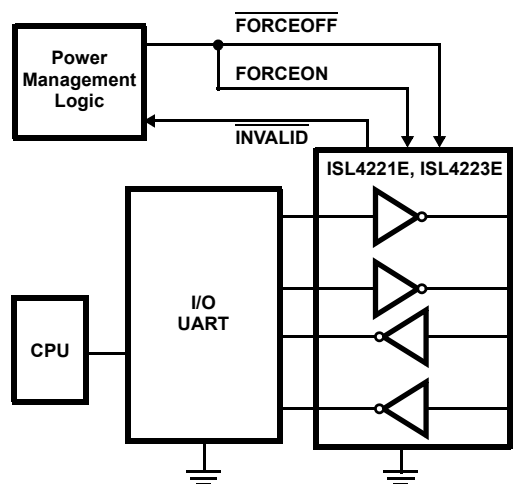 FORCEOFF
Power
Management
Logic
FORCEON
INVALID
ISL4221E, ISL4223E
I/O
UART
CPU